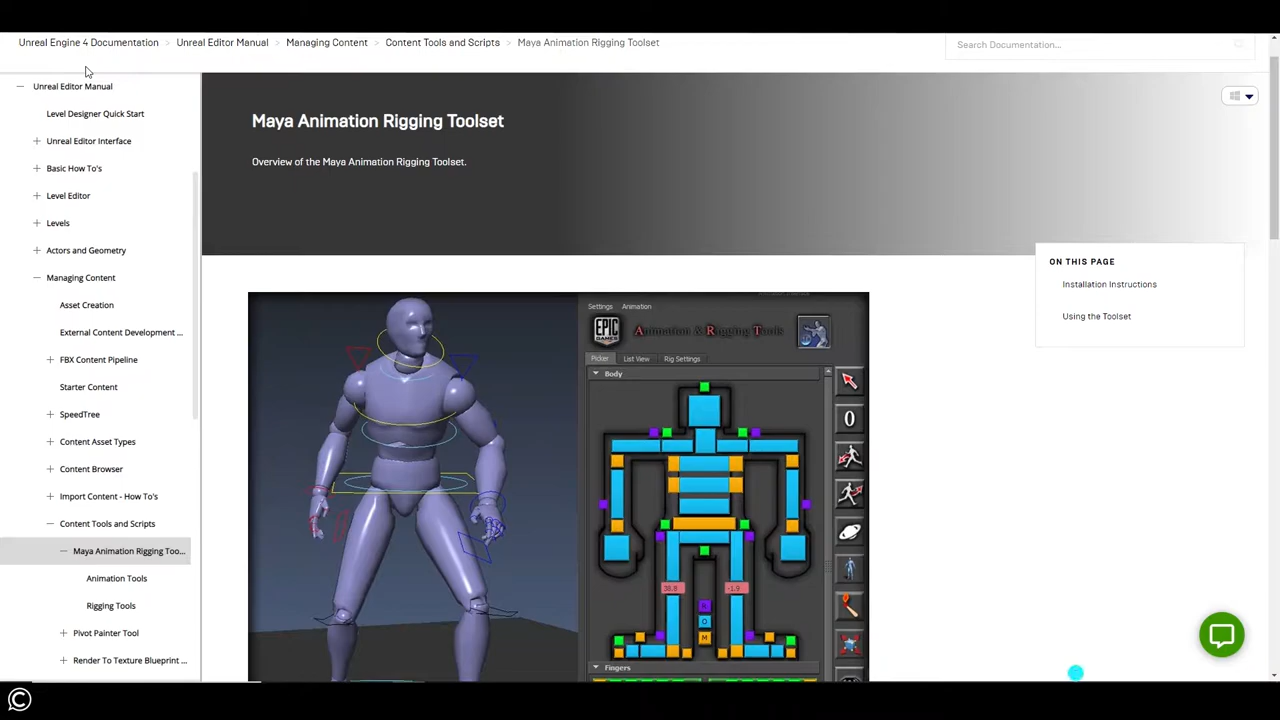 Unreal Engine 4 Documentation > Unreal Editor Manual > Managing Content > Content Tools and Scripts > Maya Animation Rigging Toolset
Search Documentation...
Unreal Editor Manual
Level Designer Quick Start
Unreal Editor Interface
Basic How To's
Level Editor
Levels
Actors and Geometry
Managing Content
Asset Creation
External Content Development ...
FBX Content Pipeline
Starter Content
SpeedTree
Content Asset Types
Content Browser
Import Content - How To's
Content Tools and Scripts
Maya Animation Rigging Too...
Animation Tools
Rigging Tools
Pivot Painter Tool
Render To Texture Blueprint ...
Maya Animation Rigging Toolset
Overview of the Maya Animation Rigging Toolset.
ON THIS PAGE
Installation Instructions
Using the Toolset
Settings Animation
EPIC GAMES
Animation & Rigging Tools
Picker List View Rig Settings
Body
0
38.9 -1.9
R
O
M
Fingers